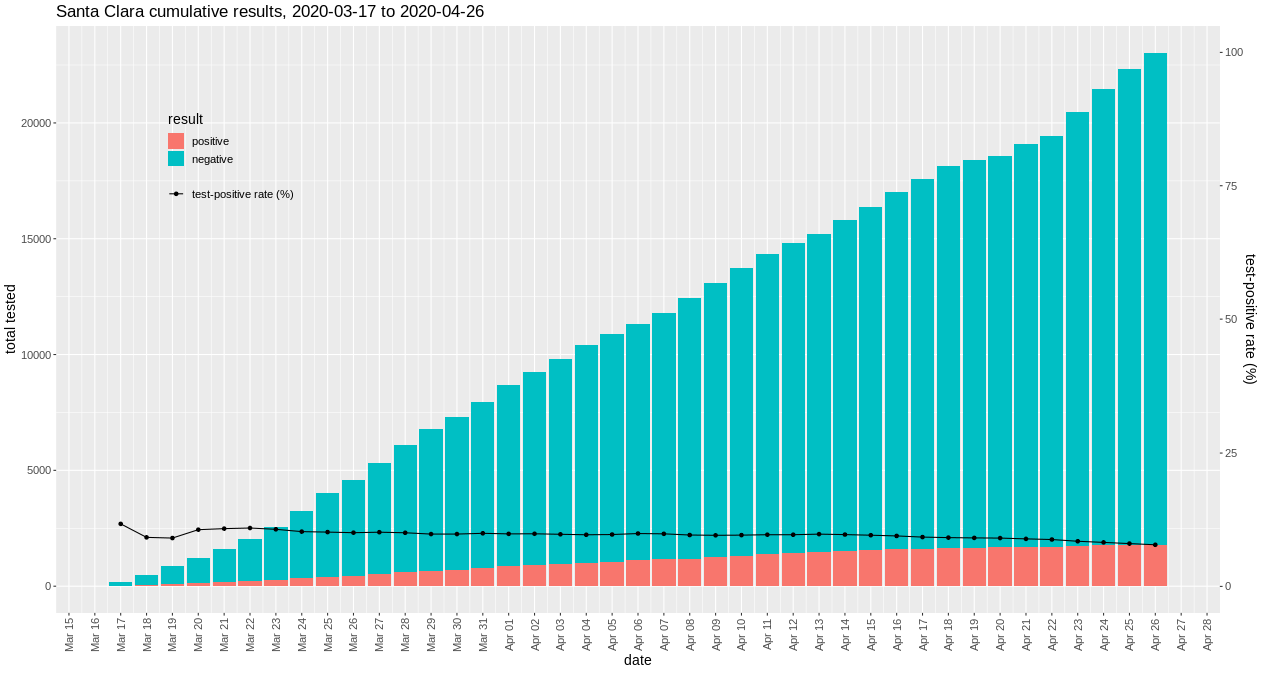 Santa Clara cumulative results, 2020-03-17 to 2020-04-26
result
positive
negative
test-positive rate (%)
total tested
20000
15000
10000
5000
0
100
75
50
25
0
test-positive rate (%)
Mar 15
Mar 16
Mar 17
Mar 18
Mar 19
Mar 20
Mar 21
Mar 22
Mar 23
Mar 24
Mar 25
Mar 26
Mar 27
Mar 28
Mar 29
Mar 30
Mar 31
Apr 01
Apr 02
Apr 03
Apr 04
Apr 05
Apr 06
Apr 07
Apr 08
Apr 09
Apr 10
Apr 11
Apr 12
Apr 13
Apr 14
Apr 15
Apr 16
Apr 17
Apr 18
Apr 19
Apr 20
Apr 21
Apr 22
Apr 23
Apr 24
Apr 25
Apr 26
Apr 27
Apr 28
date